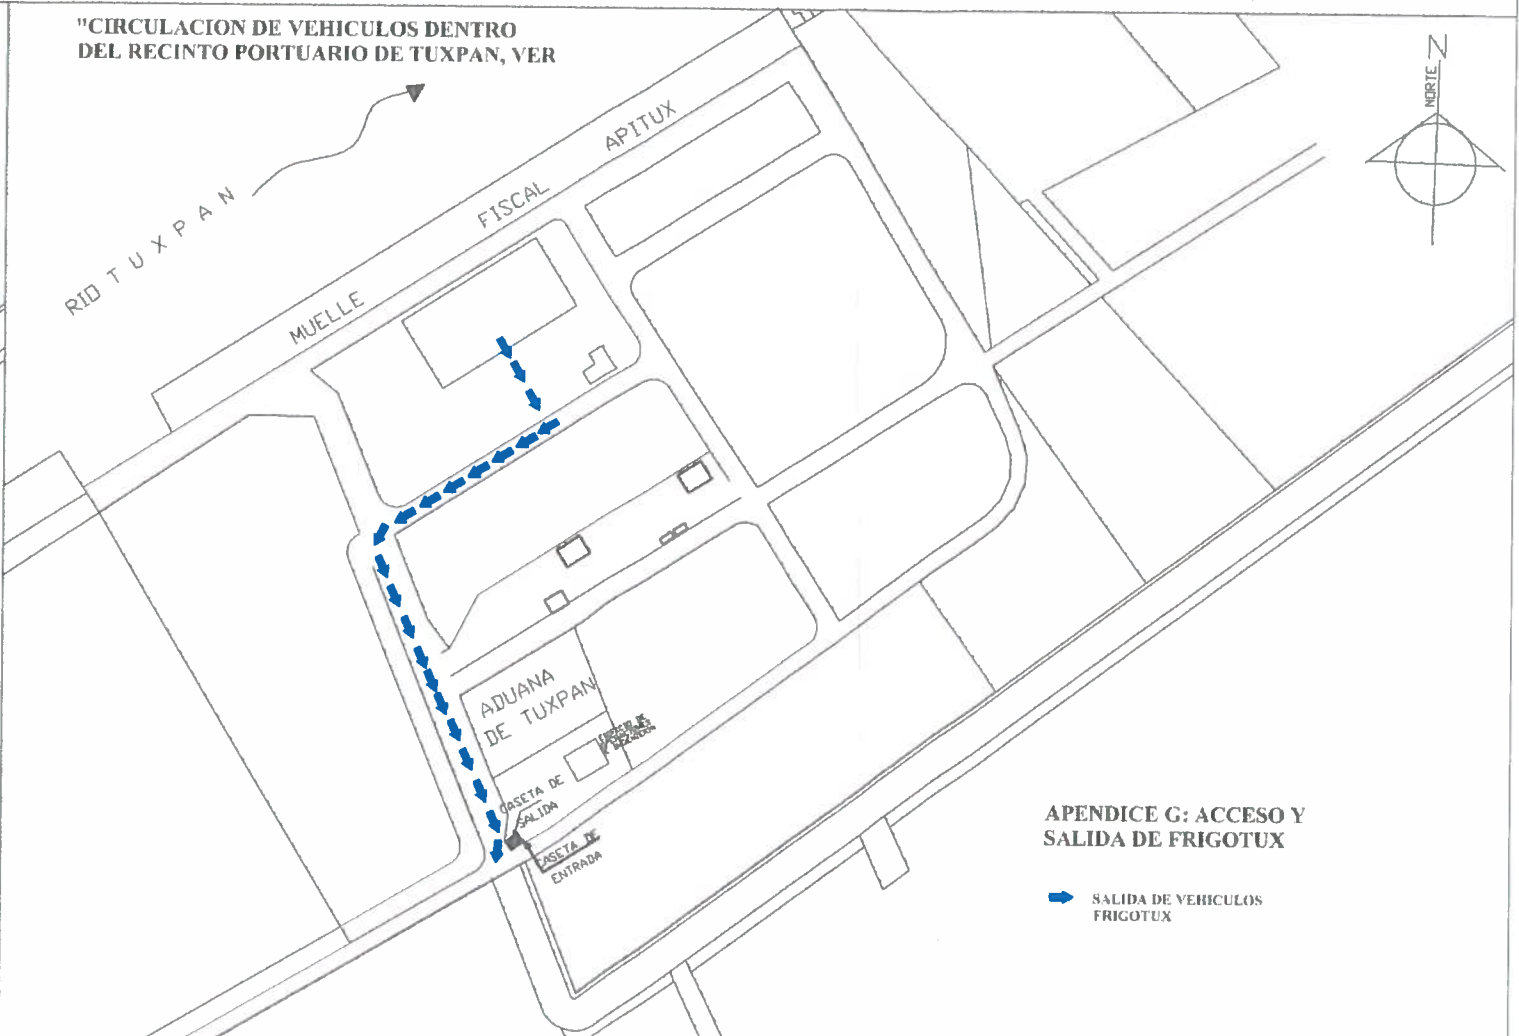 "CIRCULACION DE VEHICULOS DENTRO
DEL RECINTO PORTUARIO DE TUXPAN, VER
N
NORTE
RIO TUXPAN
MUELLE FISCAL APITUX
ADUANA
DE TUXPAN
CASETA DE
SALIDA
CASETA DE
ENTRADA
APENDICE G: ACCESO Y
SALIDA DE FRIGOTUX
SALIDA DE VEHICULOS
FRIGOTUX